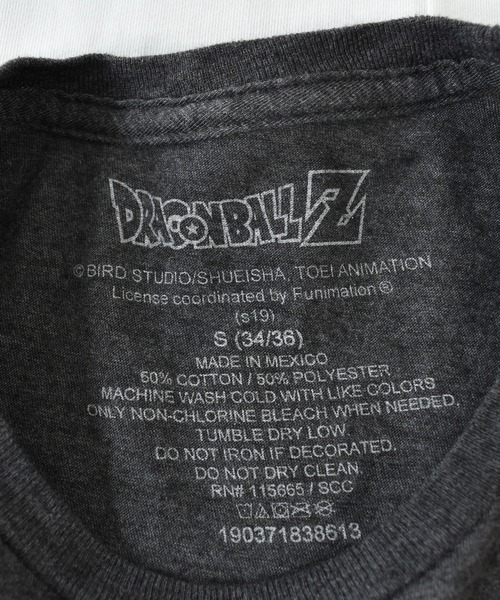 DRAGONBALL Z
©BIRD STUDIO/SHUEISHA, TOEI ANIMATION
License coordinated by Funimation®
(s19)
S (34/36)
MADE IN MEXICO
50% COTTON / 50% POLYESTER
MACHINE WASH COLD WITH LIKE COLORS
ONLY NON-CHLORINE BLEACH WHEN NEEDED.
TUMBLE DRY LOW.
DO NOT IRON IF DECORATED.
DO NOT DRY CLEAN.
RN# 115665 / SCC
190371838613